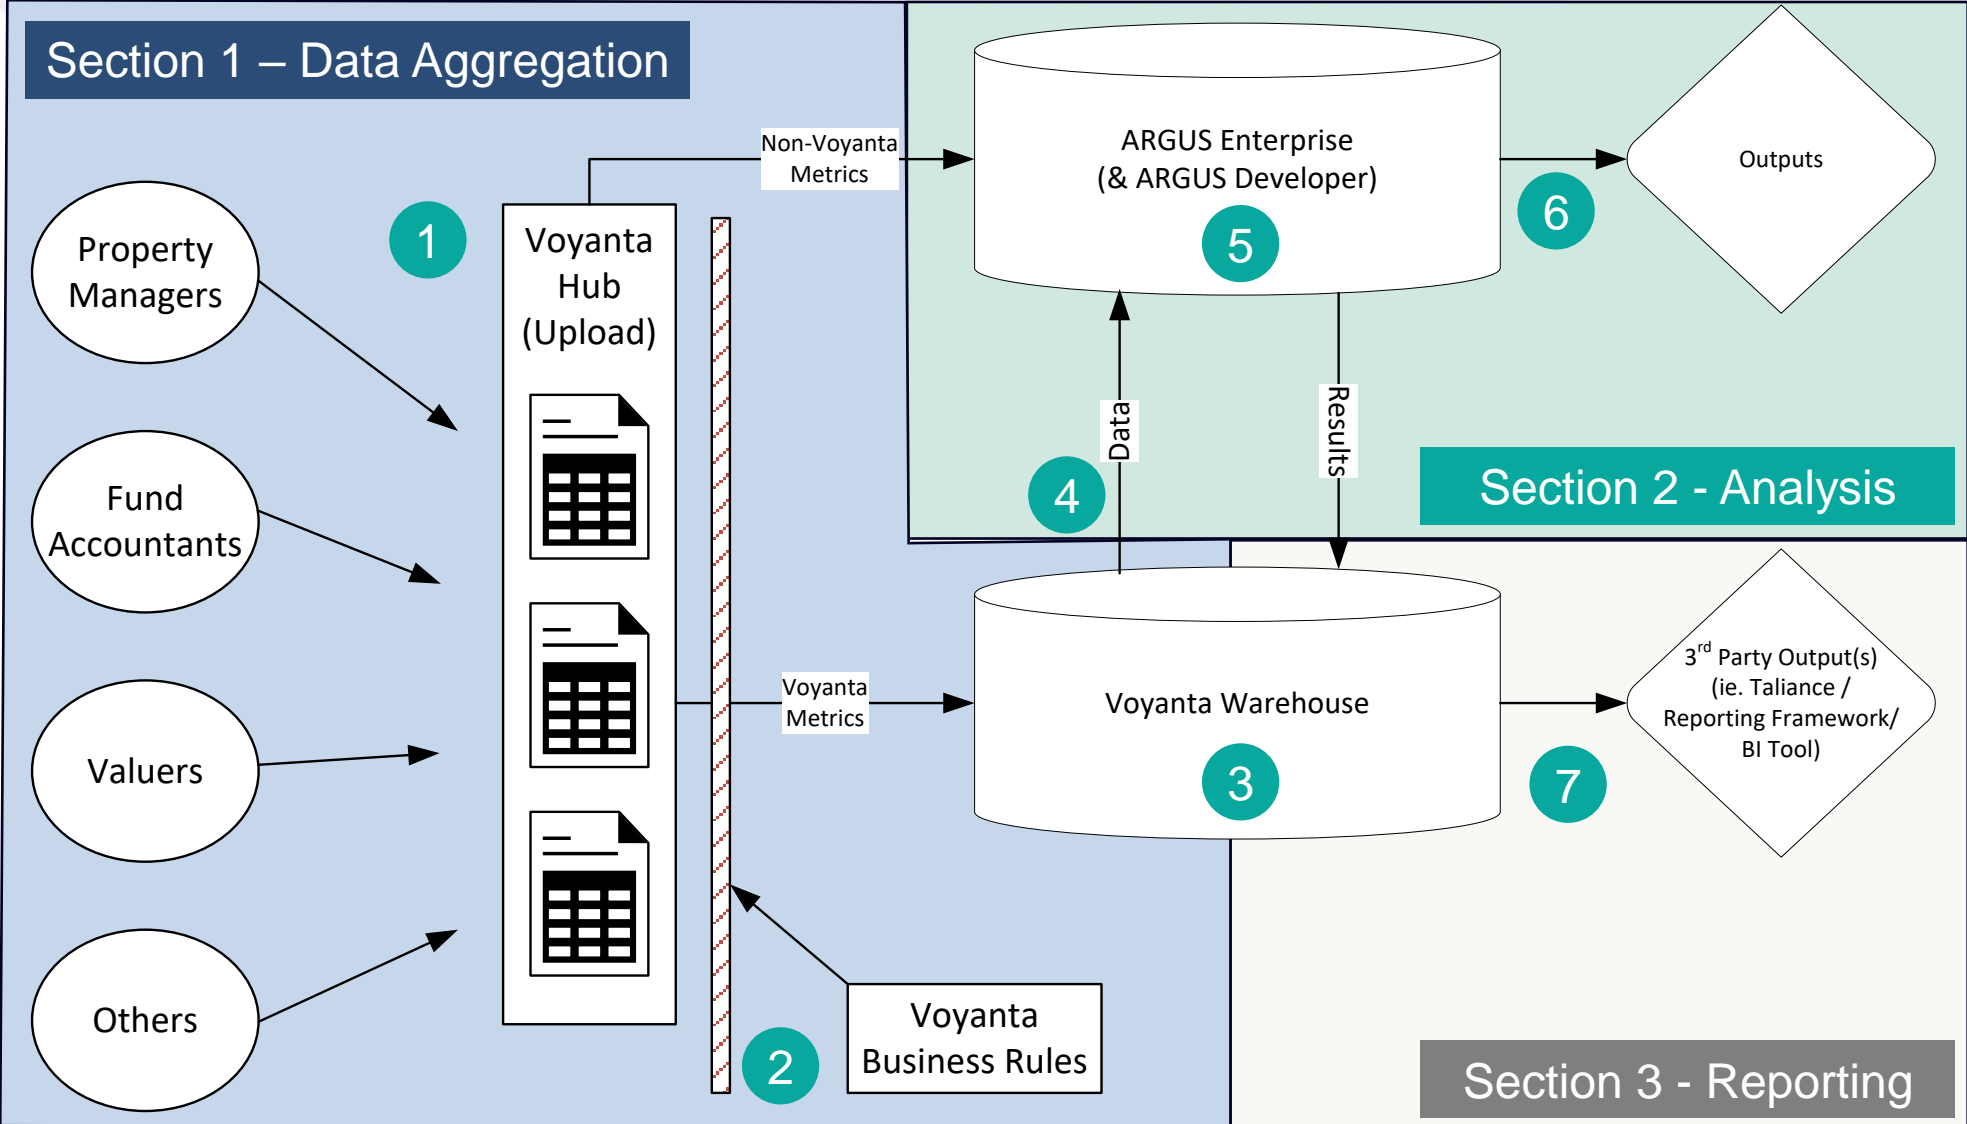 Section 1 – Data Aggregation
Property
Managers
Fund
Accountants
Valuers
Others
1
Voyanta
Hub
(Upload)
Non-Voyanta
Metrics
Voyanta
Metrics
2
Voyanta
Business Rules
ARGUS Enterprise
(& ARGUS Developer)
5
6
Outputs
4
Data
Results
Section 2 - Analysis
Voyanta Warehouse
3
7
3rd Party Output(s)
(ie. Taliance /
Reporting Framework/
BI Tool)
Section 3 - Reporting